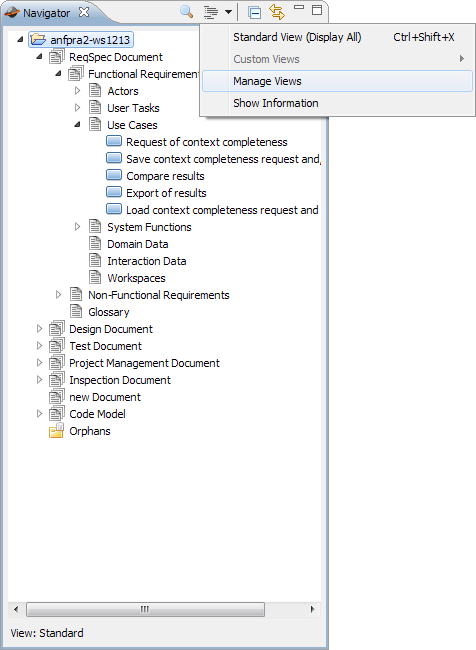 Navigator
Standard View (Display All) Ctrl+Shift+X
Custom Views
Manage Views
Show Information
anfpra2-ws1213
ReqSpec Document
Functional Requirement
Actors
User Tasks
Use Cases
Request of context completeness
Save context completeness request and,
Compare results
Export of results
Load context completeness request and
System Functions
Domain Data
Interaction Data
Workspaces
Non-Functional Requirements
Glossary
Design Document
Test Document
Project Management Document
Inspection Document
new Document
Code Model
Orphans
View: Standard